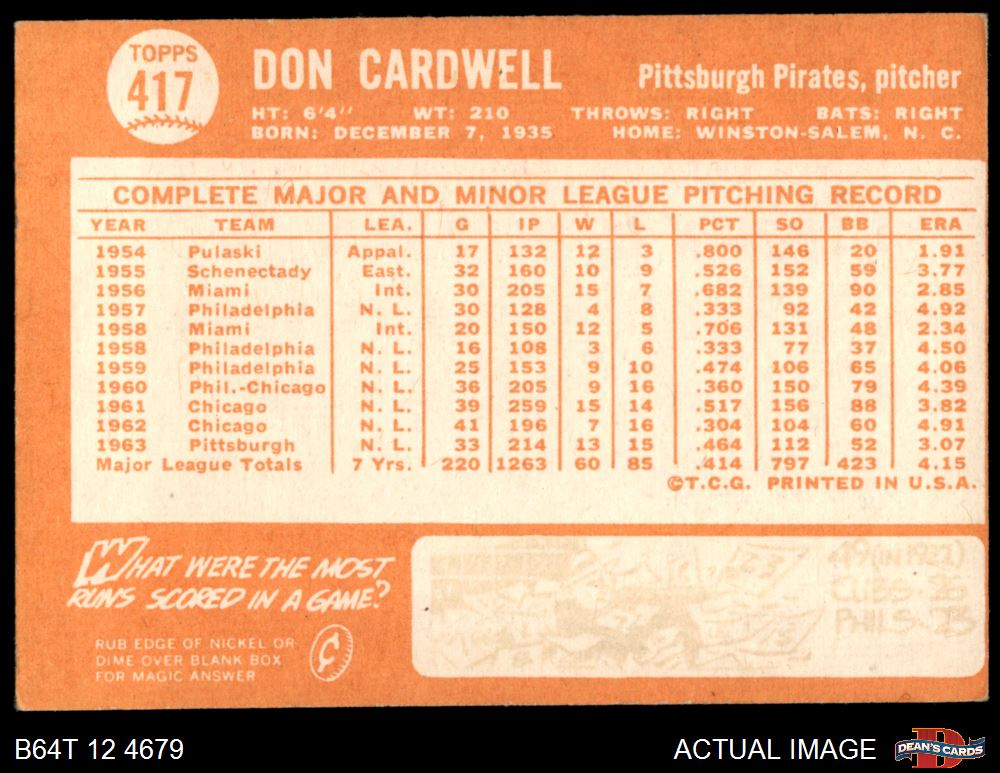 TOPPS
417
DON CARDWELL
Pittsburgh Pirates, pitcher
HT: 6'4" WT: 210 THROWS: RIGHT BATS: RIGHT
BORN: DECEMBER 7, 1935 HOME: WINSTON-SALEM, N. C.
COMPLETE MAJOR AND MINOR LEAGUE PITCHING RECORD
YEAR TEAM LEA. G IP W L PCT SO BB ERA
1954 Pulaski Appal. 17 132 12 3 .800 146 20 1.91
1955 Schenectady East. 32 160 10 9 .526 152 59 3.77
1956 Miami Int. 30 205 15 7 .682 139 90 2.85
1957 Philadelphia N. L. 30 128 4 8 .333 92 42 4.92
1958 Miami Int. 20 150 12 5 .706 131 48 2.34
1958 Philadelphia N. L. 16 108 3 6 .333 77 37 4.50
1959 Philadelphia N. L. 25 153 9 10 .474 106 65 4.06
1960 Phil.-Chicago N. L. 36 205 9 16 .360 150 79 4.39
1961 Chicago N. L. 39 259 15 14 .517 156 88 3.82
1962 Chicago N. L. 41 196 7 16 .304 104 60 4.91
1963 Pittsburgh N. L. 33 214 13 15 .464 112 52 3.07
Major League Totals 7 Yrs. 220 1263 60 85 .414 797 423 4.15
©T.C.G. PRINTED IN U.S.A.
WHAT WERE THE MOST
RUNS SCORED IN A GAME?
RUB EDGE OF NICKEL OR
DIME OVER BLANK BOX
FOR MAGIC ANSWER
¢
49 (IN 1922)
CUBS-26
PHILS-23
23
B64T 12 4679
ACTUAL IMAGE
D
DEAN'S CARDS